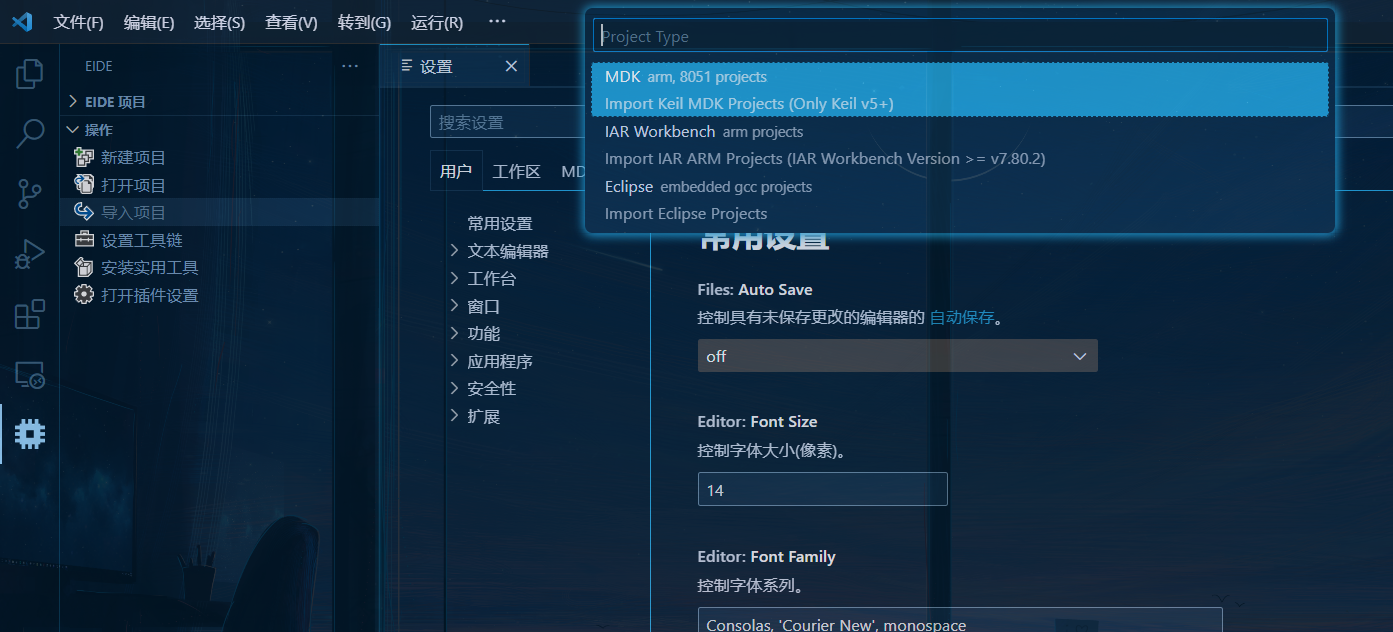 文件(F) 编辑(E) 选择(S) 查看(V) 转到(G) 运行(R) ···
Project Type
MDK arm, 8051 projects
Import Keil MDK Projects (Only Keil v5+)
IAR Workbench arm projects
Import IAR ARM Projects (IAR Workbench Version >= v7.80.2)
Eclipse embedded gcc projects
Import Eclipse Projects
EIDE
EIDE 项目
操作
新建项目
打开项目
导入项目
设置工具链
安装实用工具
打开插件设置
设置
搜索设置
用户 工作区 MD
常用设置
文本编辑器
工作台
窗口
功能
应用程序
安全性
扩展
常用设置
Files: Auto Save
控制具有未保存更改的编辑器的 自动保存。
off
Editor: Font Size
控制字体大小(像素)。
14
Editor: Font Family
控制字体系列。
Consolas, 'Courier New', monospace